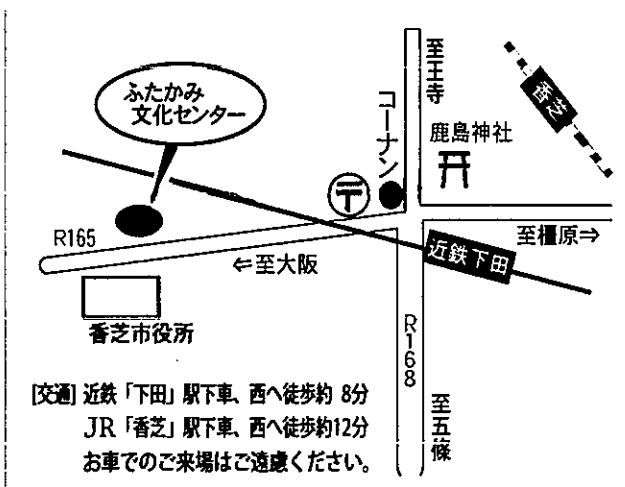 ふたかみ
文化センター
至王寺
コーナン
鹿島神社
香芝
〒
R165
⇐至大阪
近鉄下田
至橿原⇒
香芝市役所
R168
至五條
[交通] 近鉄「下田」駅下車、西へ徒歩約 8分
JR「香芝」駅下車、西へ徒歩約12分
お車でのご来場はご遠慮ください。